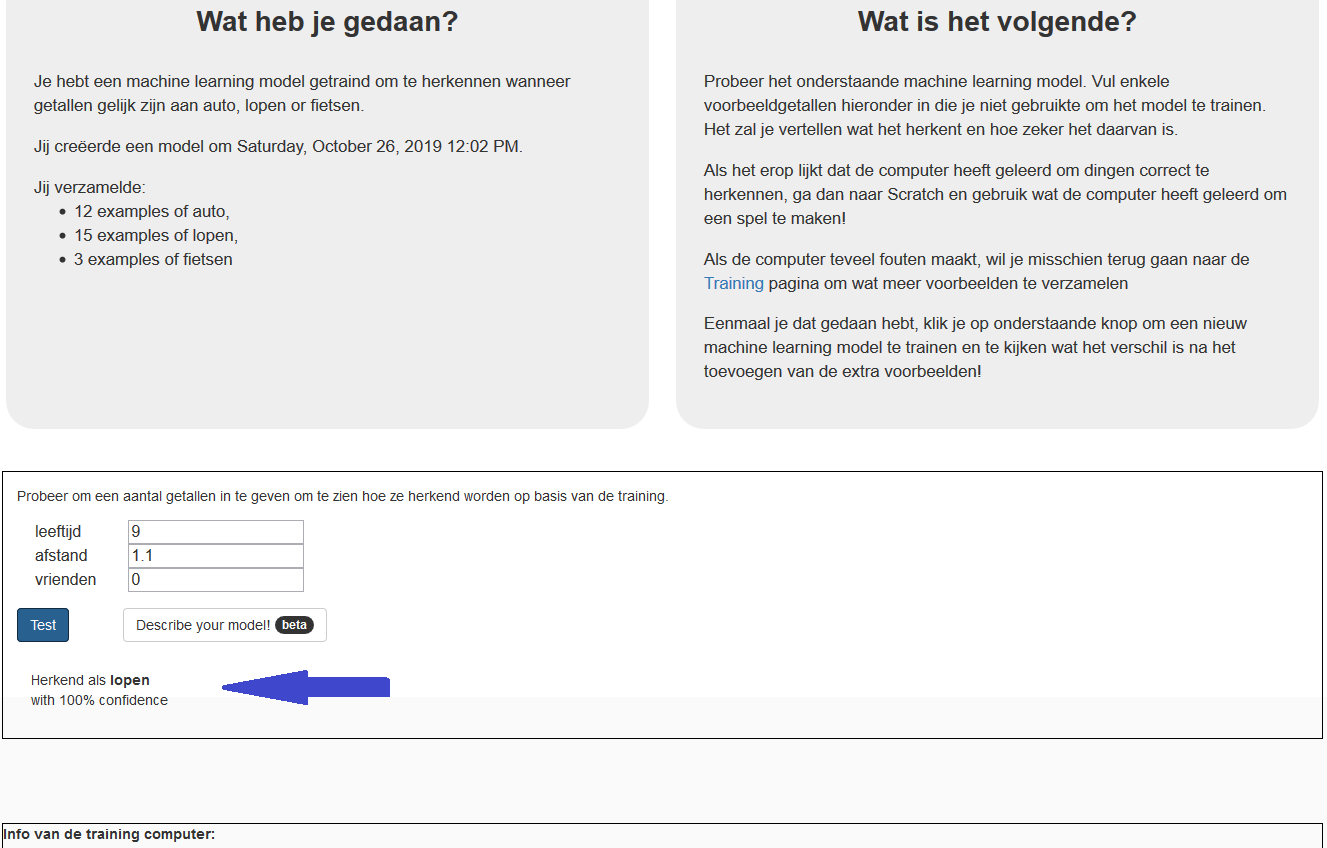 Wat heb je gedaan?
Je hebt een machine learning model getraind om te herkennen wanneer
getallen gelijk zijn aan auto, lopen or fietsen.
Jij creëerde een model om Saturday, October 26, 2019 12:02 PM.
Jij verzamelde:
12 examples of auto,
15 examples of lopen,
3 examples of fietsen
Wat is het volgende?
Probeer het onderstaande machine learning model. Vul enkele
voorbeeldgetallen hieronder in die je niet gebruikte om het model te trainen.
Het zal je vertellen wat het herkent en hoe zeker het daarvan is.
Als het erop lijkt dat de computer heeft geleerd om dingen correct te
herkennen, ga dan naar Scratch en gebruik wat de computer heeft geleerd om
een spel te maken!
Als de computer teveel fouten maakt, wil je misschien terug gaan naar de
Training pagina om wat meer voorbeelden te verzamelen
Eenmaal je dat gedaan hebt, klik je op onderstaande knop om een nieuw
machine learning model te trainen en te kijken wat het verschil is na het
toevoegen van de extra voorbeelden!
Probeer om een aantal getallen in te geven om te zien hoe ze herkend worden op basis van de training.
leeftijd 9
afstand 1.1
vrienden 0
Test Describe your model! beta
Herkend als lopen
with 100% confidence
Info van de training computer: